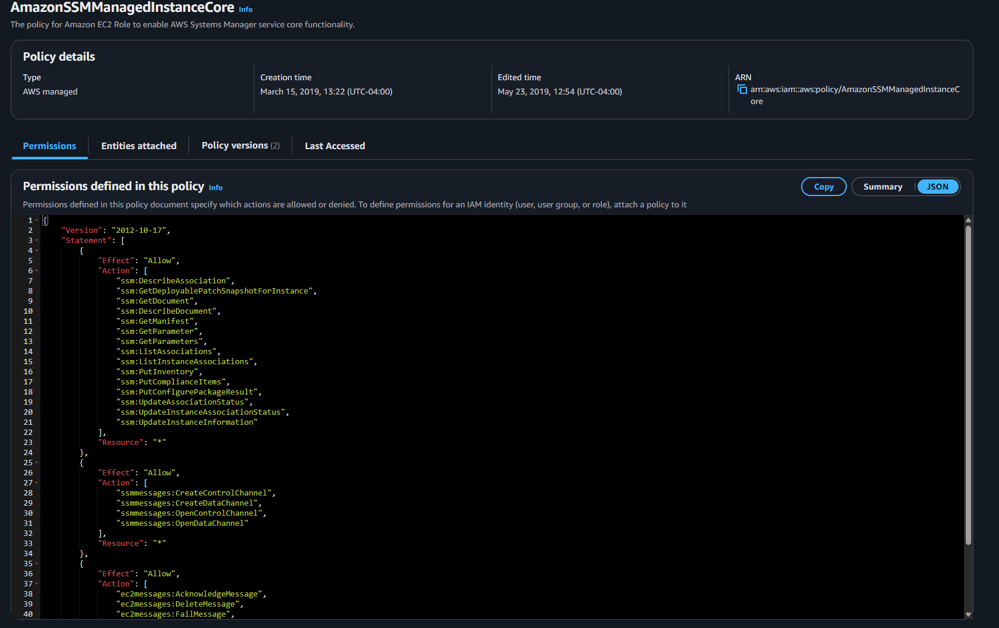 AmazonSSMManagedInstanceCore Info
The policy for Amazon EC2 Role to enable AWS Systems Manager service core functionality.
Policy details
Type
AWS managed
Creation time
March 15, 2019, 13:22 (UTC-04:00)
Edited time
May 23, 2019, 12:54 (UTC-04:00)
ARN
arn:aws:iam::aws:policy/AmazonSSMManagedInstanceC
ore
Permissions
Entities attached
Policy versions (2)
Last Accessed
Permissions defined in this policy Info
Copy
Summary
JSON
Permissions defined in this policy document specify which actions are allowed or denied. To define permissions for an IAM identity (user, user group, or role), attach a policy to it
1 {
2     "Version": "2012-10-17",
3     "Statement": [
4         {
5             "Effect": "Allow",
6             "Action": [
7                 "ssm:DescribeAssociation",
8                 "ssm:GetDeployablePatchSnapshotForInstance",
9                 "ssm:GetDocument",
10                 "ssm:DescribeDocument",
11                 "ssm:GetManifest",
12                 "ssm:GetParameter",
13                 "ssm:GetParameters",
14                 "ssm:ListAssociations",
15                 "ssm:ListInstanceAssociations",
16                 "ssm:PutInventory",
17                 "ssm:PutComplianceItems",
18                 "ssm:PutConfigurePackageResult",
19                 "ssm:UpdateAssociationStatus",
20                 "ssm:UpdateInstanceAssociationStatus",
21                 "ssm:UpdateInstanceInformation"
22             ],
23             "Resource": "*"
24         },
25         {
26             "Effect": "Allow",
27             "Action": [
28                 "ssmmessages:CreateControlChannel",
29                 "ssmmessages:CreateDataChannel",
30                 "ssmmessages:OpenControlChannel",
31                 "ssmmessages:OpenDataChannel"
32             ],
33             "Resource": "*"
34         },
35         {
36             "Effect": "Allow",
37             "Action": [
38                 "ec2messages:AcknowledgeMessage",
39                 "ec2messages:DeleteMessage",
40                 "ec2messages:FailMessage",